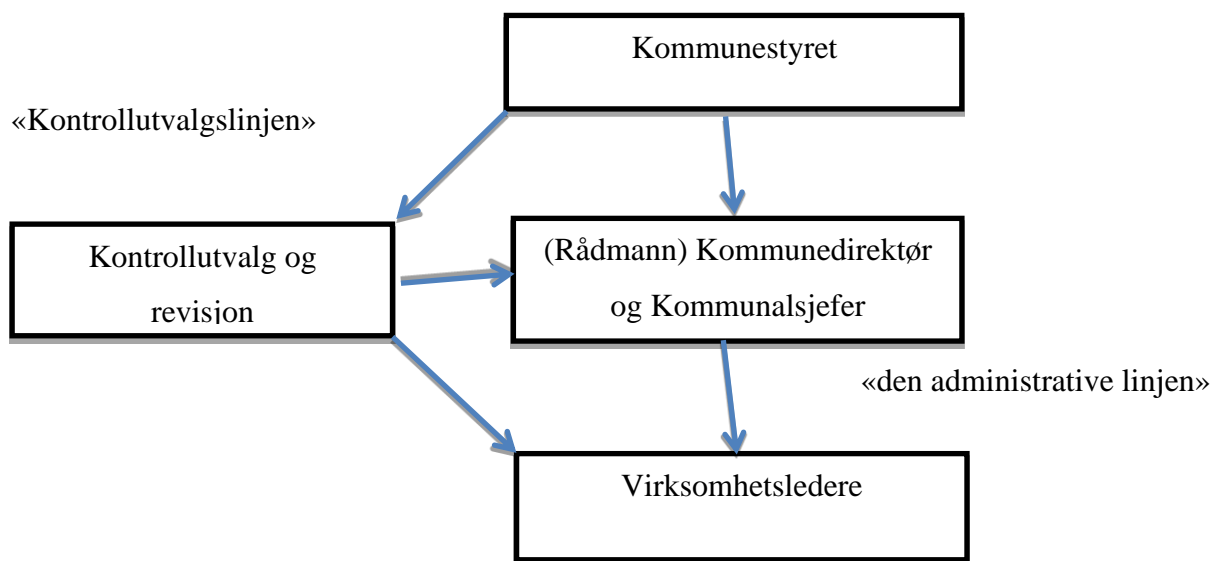 Kommunestyret
«Kontrollutvalgslinjen»
Kontrollutvalg og
revisjon
(Rådmann) Kommunedirektør
og Kommunalsjefer
«den administrative linjen»
Virksomhetsledere